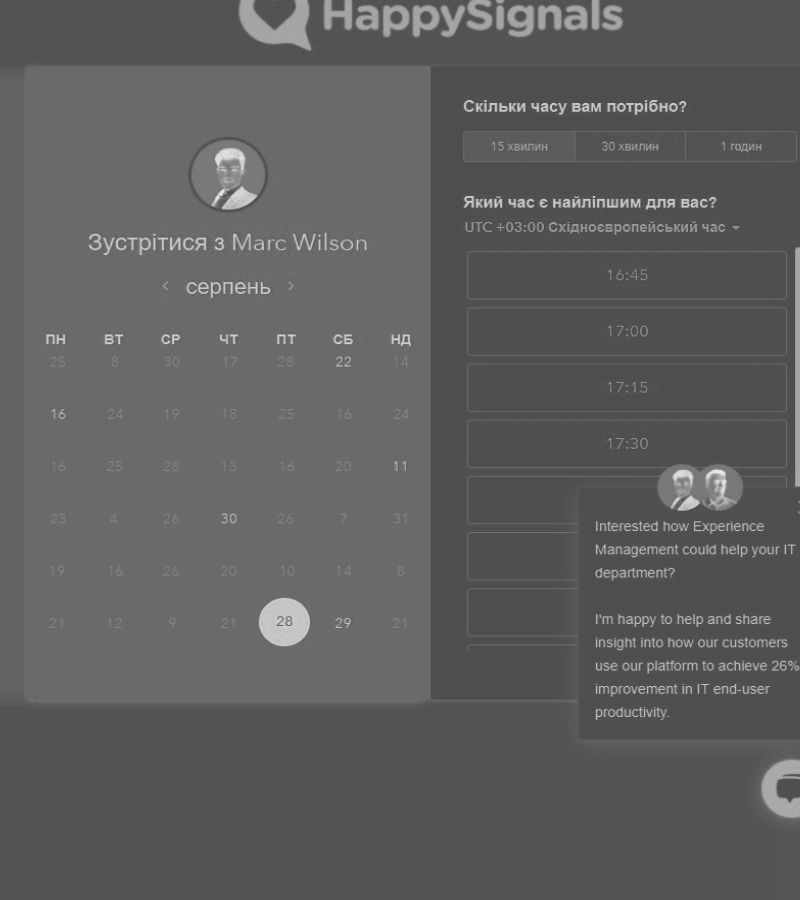 HappySignals
Зустрітися з Marc Wilson
серпень
ПН ВТ СР ЧТ ПТ СБ НД
25 8 30 17 28 22 14
16 24 19 18 25 16 24
16 25 28 13 16 20 11
23 4 26 30 26 7 31
19 16 26 20 10 14 8
21 12 9 21 28 29 21
Скільки часу вам потрібно?
15 хвилин 30 хвилин 1 годин
Який час є найліпшим для вас?
UTC +03:00 Східноєвропейський час
16:45
17:00
17:15
17:30
Interested how Experience
Management could help your IT
department?
I'm happy to help and share
insight into how our customers
use our platform to achieve 26%
improvement in IT end-user
productivity.